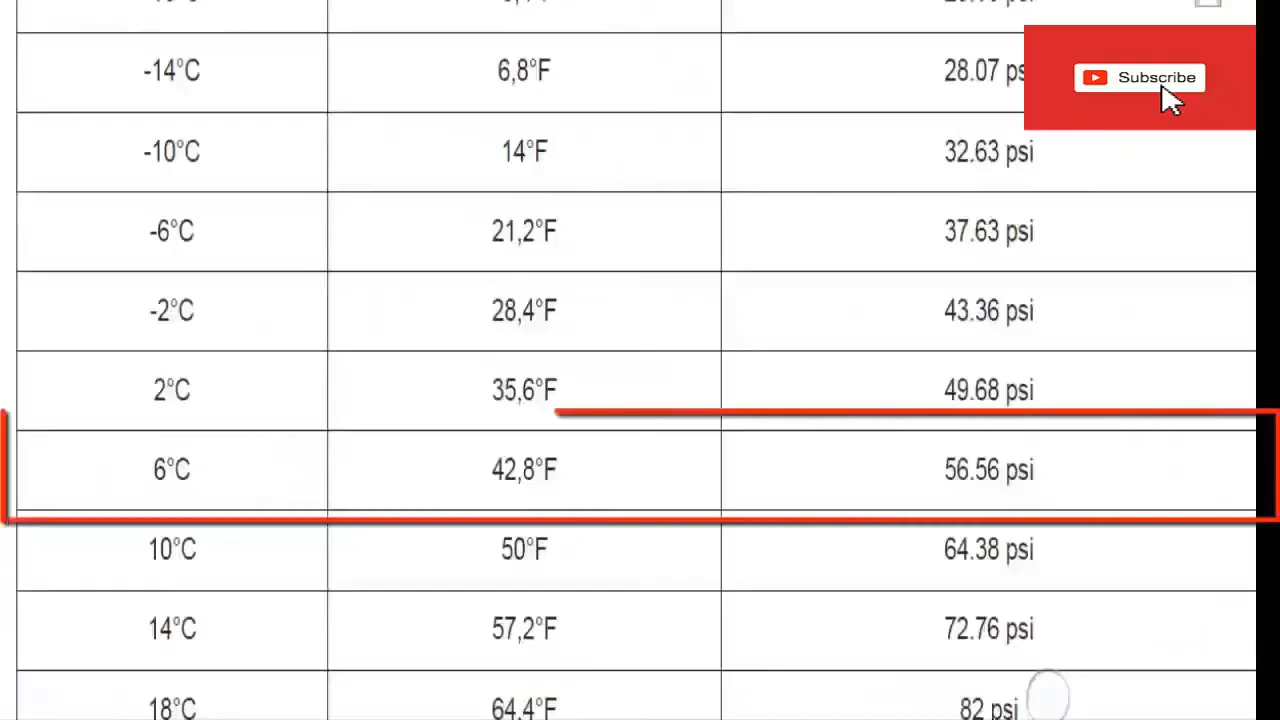 -14°C 6,8°F 28.07 ps
Subscribe
-10°C 14°F 32.63 psi
-6°C 21,2°F 37.63 psi
-2°C 28,4°F 43.36 psi
2°C 35,6°F 49.68 psi
6°C 42,8°F 56.56 psi
10°C 50°F 64.38 psi
14°C 57,2°F 72.76 psi
18°C 64,4°F 82 psi